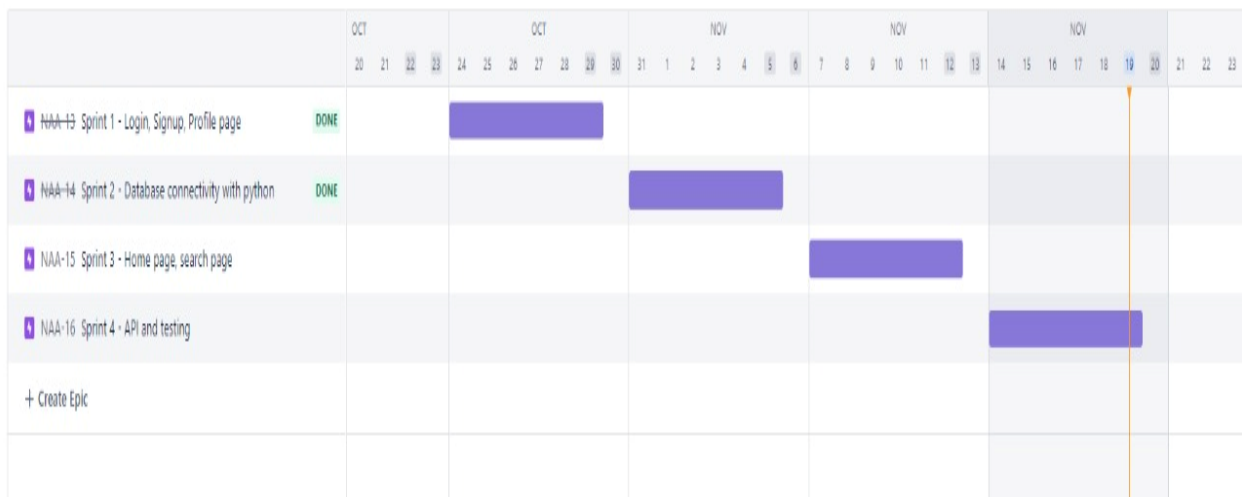 OCT OCT NOV NOV NOV
20 21 22 23 24 25 26 27 28 29 30 31 1 2 3 4 5 6 7 8 9 10 11 12 13 14 15 16 17 18 19 20 21 22 23
NAA-13 Sprint 1 - Login, Signup, Profile page DONE
NAA-14 Sprint 2 - Database connectivity with python DONE
NAA-15 Sprint 3 - Home page, search page
NAA-16 Sprint 4 - API and testing
+ Create Epic